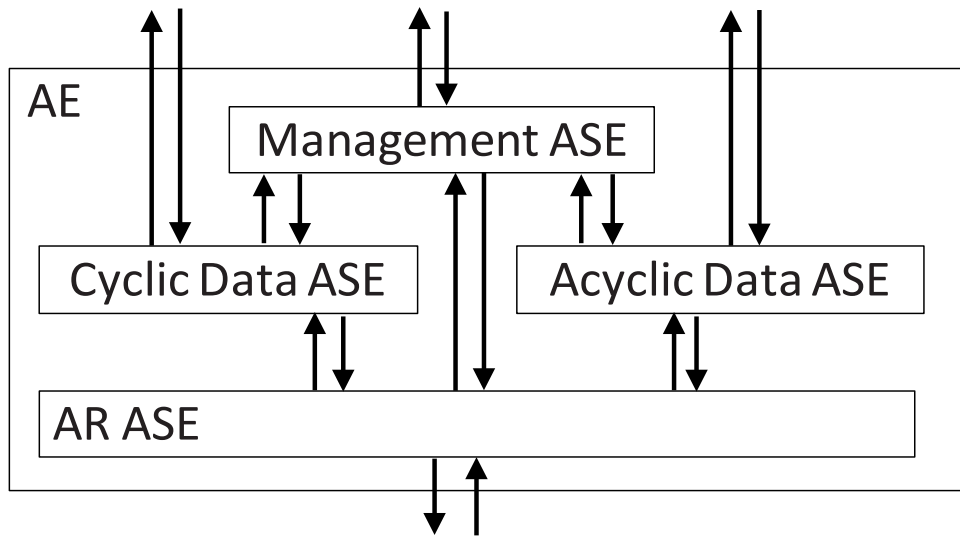 AE
Management ASE
Cyclic Data ASE
Acyclic Data ASE
AR ASE